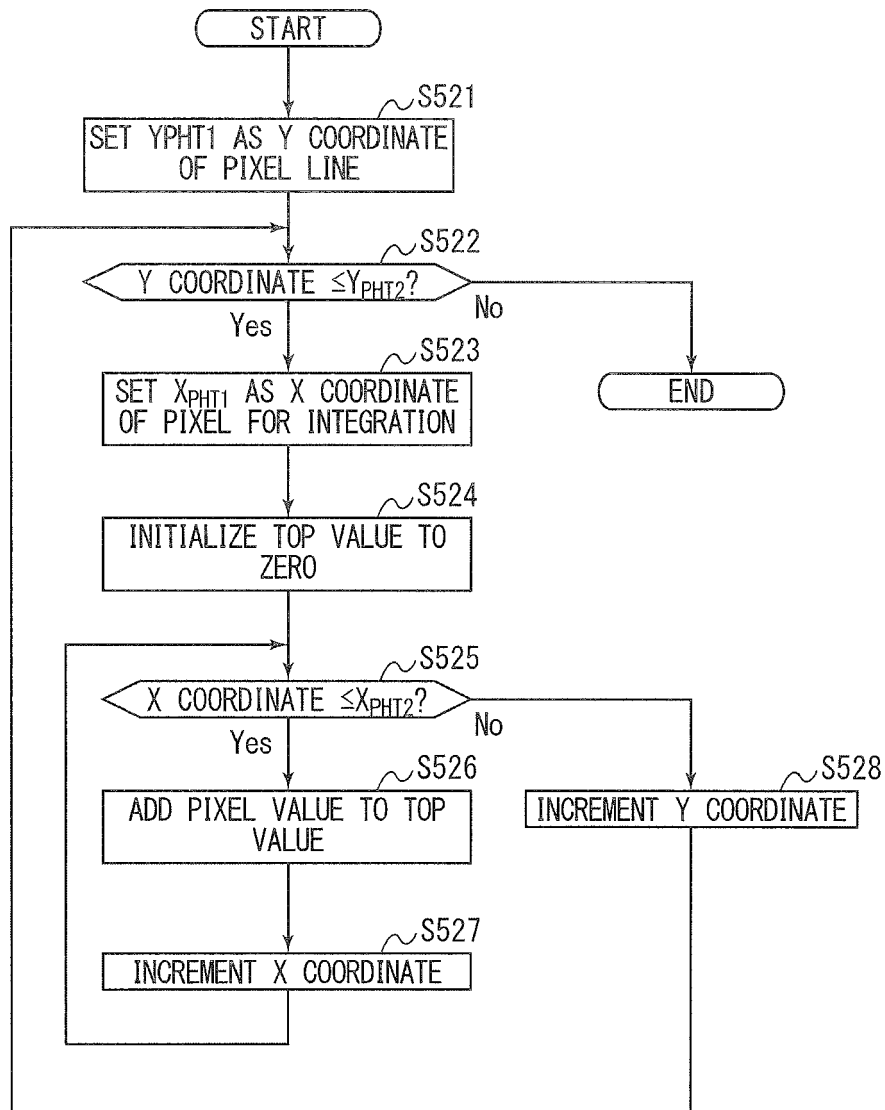 START
S521
SET YPHT1 AS Y COORDINATE
OF PIXEL LINE
S522
Y COORDINATE ≤YPHT2?
Yes
No
S523
SET XPHT1 AS X COORDINATE
OF PIXEL FOR INTEGRATION
END
S524
INITIALIZE TOP VALUE TO
ZERO
S525
X COORDINATE ≤XPHT2?
Yes
No
S526
ADD PIXEL VALUE TO TOP
VALUE
S528
INCREMENT Y COORDINATE
S527
INCREMENT X COORDINATE